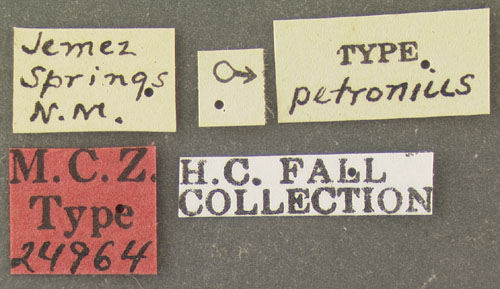 Jemez
Springs
N.M.
♂
TYPE.
petronius
M.C.Z.
Type
24964
H.C. FALL
COLLECTION